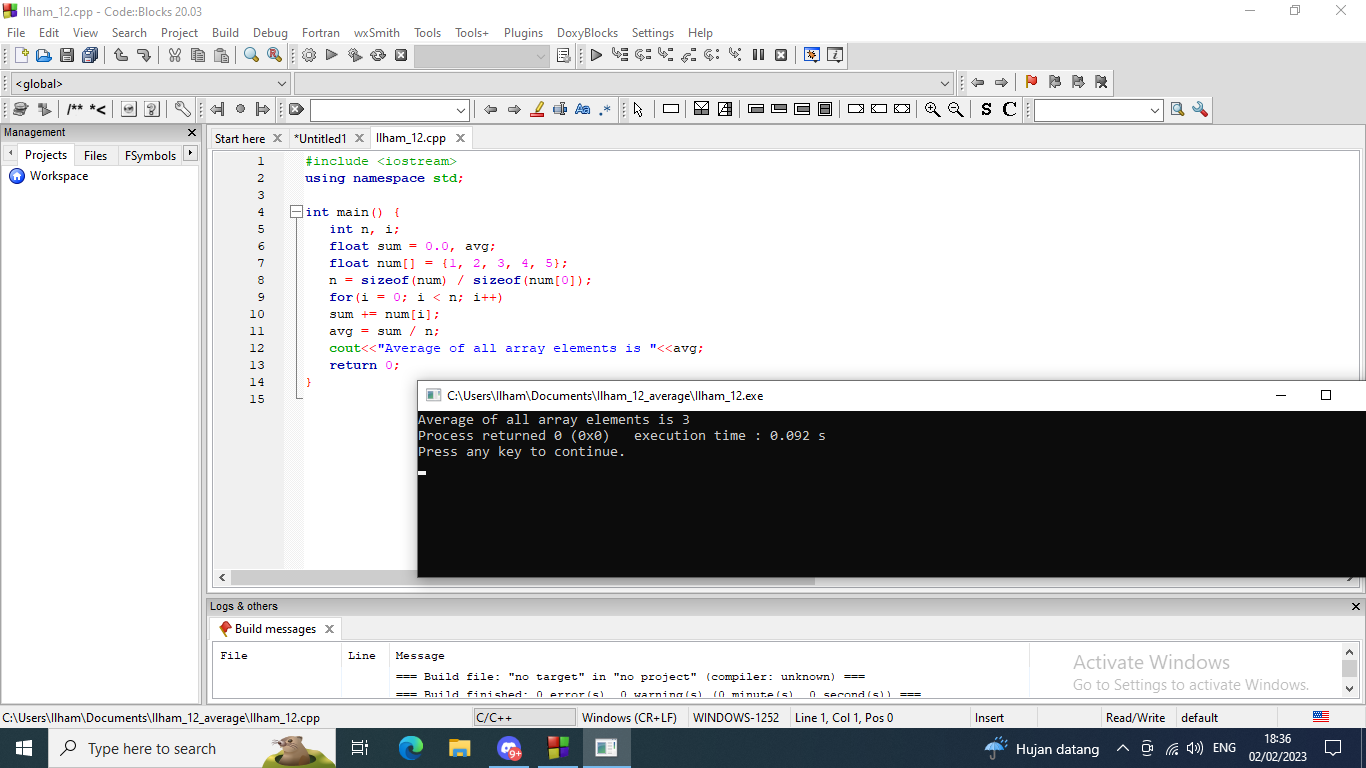 Ilham_12.cpp - Code::Blocks 20.03
File Edit View Search Project Build Debug Fortran wxSmith Tools Tools+ Plugins DoxyBlocks Settings Help
<global>
/** *<
S C
Management
Projects Files FSymbols
Workspace
Start here *Untitled1 Ilham_12.cpp
1 #include <iostream>
2 using namespace std;
3
4 int main() {
5 int n, i;
6 float sum = 0.0, avg;
7 float num[] = {1, 2, 3, 4, 5};
8 n = sizeof(num) / sizeof(num[0]);
9 for(i = 0; i < n; i++)
10 sum += num[i];
11 avg = sum / n;
12 cout<<"Average of all array elements is "<<avg;
13 return 0;
14 }
15
C:\Users\Ilham\Documents\Ilham_12_average\Ilham_12.exe
Average of all array elements is 3
Process returned 0 (0x0) execution time : 0.092 s
Press any key to continue.
Logs & others
Build messages
File Line Message
=== Build file: "no target" in "no project" (compiler: unknown) ===
=== Build finished: 0 error(s), 0 warning(s) (0 minute(s), 0 second(s)) ===
Activate Windows
Go to Settings to activate Windows.
C:\Users\Ilham\Documents\Ilham_12_average\Ilham_12.cpp C/C++ Windows (CR+LF) WINDOWS-1252 Line 1, Col 1, Pos 0 Insert Read/Write default
Type here to search
9+
Hujan datang
ENG
18:36
02/02/2023